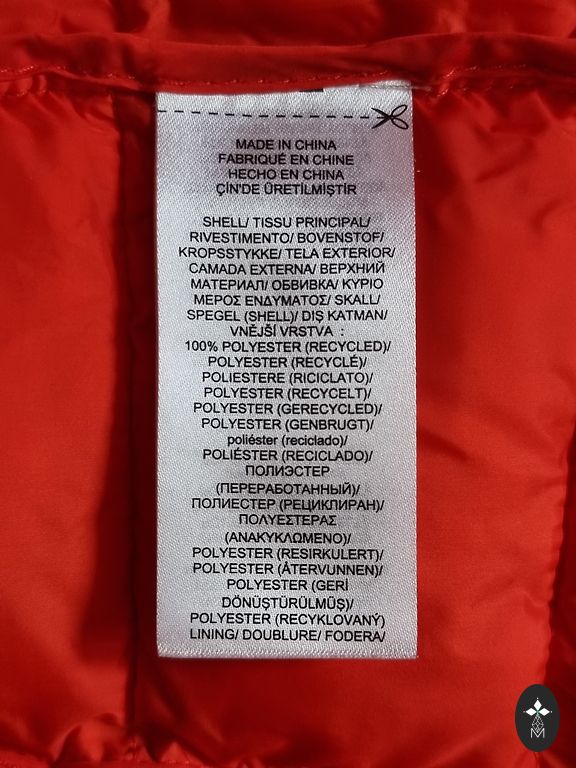 MADE IN CHINA
FABRIQUÉ EN CHINE
HECHO EN CHINA
ÇİN'DE ÜRETİLMİŞTİR
SHELL/ TISSU PRINCIPAL/
RIVESTIMENTO/ BOVENSTOF/
KROPSSTYKKE/ TELA EXTERIOR/
CAMADA EXTERNA/ ВЕРХНИЙ
МАТЕРИАЛ/ ОБВИВКА/ ΚΥΡΙΟ
ΜΕΡΟΣ ΕΝΔΥΜΑΤΟΣ/ SKALL/
SPEGEL (SHELL)/ DIŞ KATMAN/
VNĚJŠÍ VRSTVA :
100% POLYESTER (RECYCLED)/
POLYESTER (RECYCLÉ)/
POLIESTERE (RICICLATO)/
POLYESTER (RECYCELT)/
POLYESTER (GERECYCLED)/
POLYESTER (GENBRUGT)/
poliéster (reciclado)/
POLIÉSTER (RECICLADO)/
ПОЛИЭСТЕР
(ПЕРЕРАБОТАННЫЙ)/
ПОЛИЕСТЕР (РЕЦИКЛИРАН)/
ΠΟΛΥΕΣΤΕΡΑΣ
(ΑΝΑΚΥΚΛΩΜΕΝΟ)/
POLYESTER (RESIRKULERT)/
POLYESTER (ÅTERVUNNEN)/
POLYESTER (GERİ
DÖNÜŞTÜRÜLMÜŞ)/
POLYESTER (RECYKLOVANÝ)
LINING/ DOUBLURE/ FODERA/